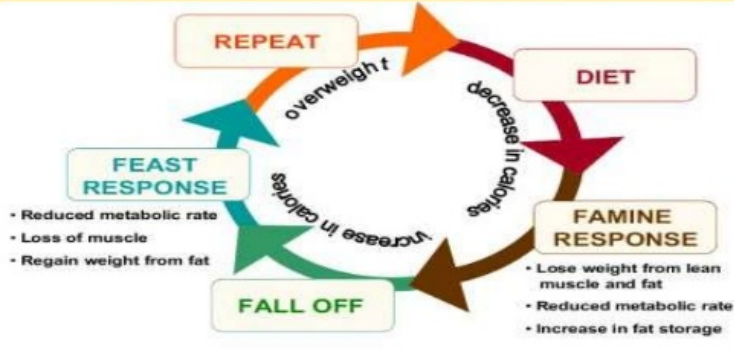 REPEAT
overweight
DIET
decrease in calories
FAMINE
RESPONSE
• Lose weight from lean
muscle and fat
• Reduced metabolic rate
• Increase in fat storage
FALL OFF
increase in calories
FEAST
RESPONSE
• Reduced metabolic rate
• Loss of muscle
• Regain weight from fat